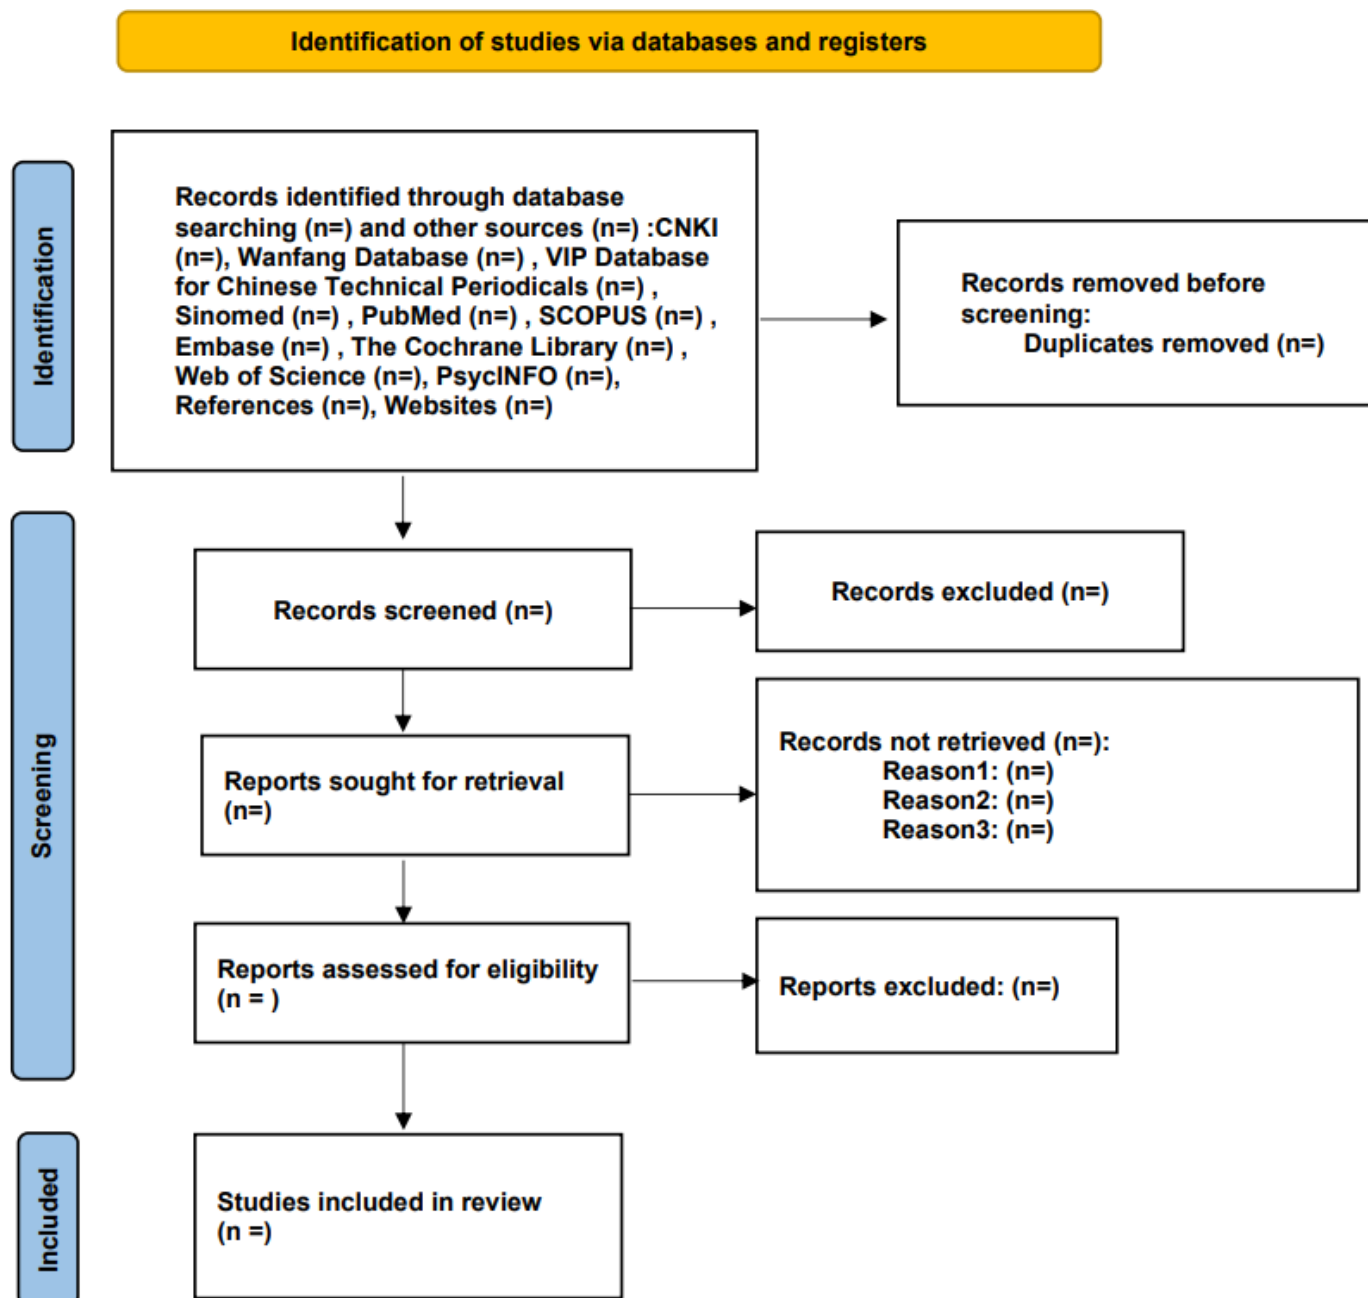 Identification of studies via databases and registers
Identification
Records identified through database
searching (n=) and other sources (n=) :CNKI
(n=), Wanfang Database (n=) , VIP Database
for Chinese Technical Periodicals (n=) ,
Sinomed (n=) , PubMed (n=) , SCOPUS (n=) ,
Embase (n=) , The Cochrane Library (n=) ,
Web of Science (n=), PsycINFO (n=),
References (n=), Websites (n=)
Records removed before
screening:
Duplicates removed (n=)
Screening
Records screened (n=)
Records excluded (n=)
Reports sought for retrieval
(n=)
Records not retrieved (n=):
Reason1: (n=)
Reason2: (n=)
Reason3: (n=)
Reports assessed for eligibility
(n = )
Reports excluded: (n=)
Included
Studies included in review
(n =)